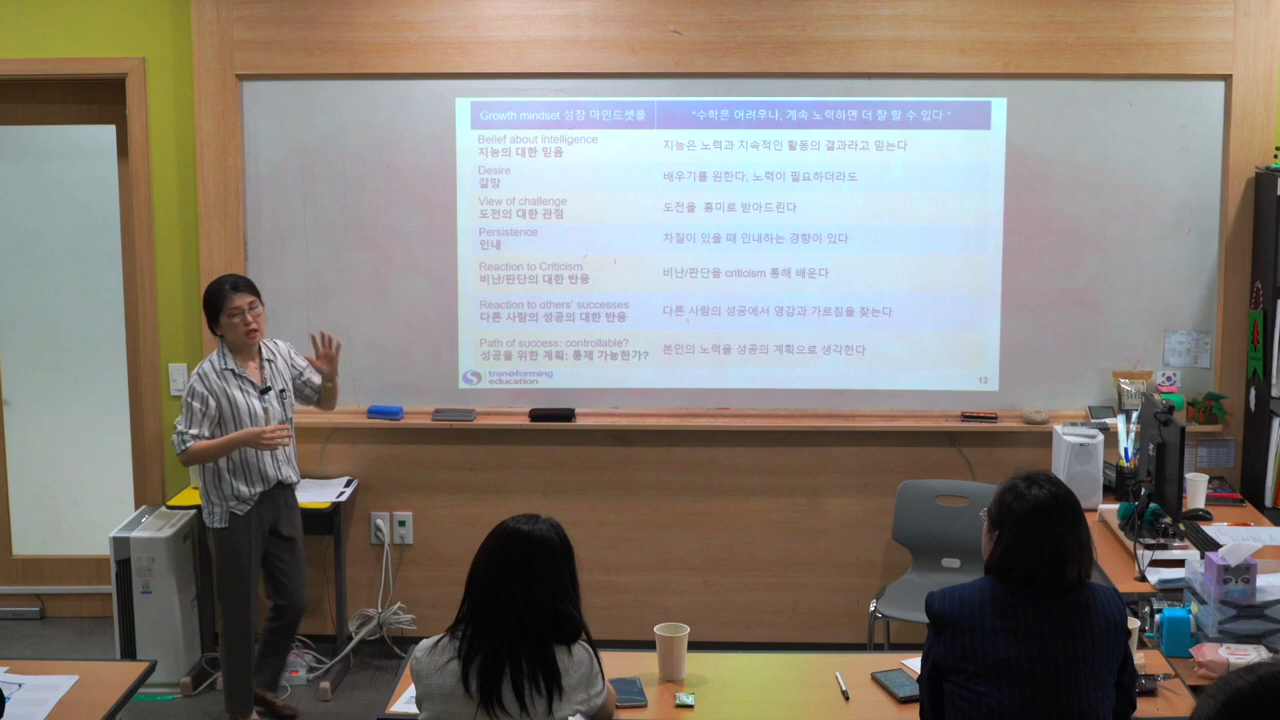 Growth mindset 성장 마인드셋을
"수학은 어려우나, 계속 노력하면 더 잘 할 수 있다 "
Belief about intelligence
지능의 대한 믿음
지능은 노력과 지속적인 활동의 결과라고 믿는다
Desire
갈망
배우기를 원한다, 노력이 필요하더라도
View of challenge
도전의 대한 관점
도전을 흥미로 받아드린다
Persistence
인내
차질이 있을 때 인내하는 경향이 있다
Reaction to Criticism
비난/판단의 대한 반응
비난/판단을 criticism 통해 배운다
Reaction to others' successes
다른 사람의 성공의 대한 반응
다른 사람의 성공에서 영감과 가르침을 찾는다
Path of success: controllable?
성공을 위한 계획: 통제 가능한가?
본인의 노력을 성공의 계획으로 생각한다
transforming
education
12